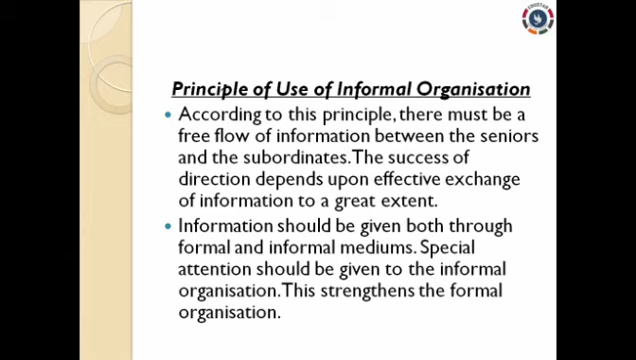 Principle of Use of Informal Organisation
According to this principle, there must be a
free flow of information between the seniors
and the subordinates. The success of
direction depends upon effective exchange
of information to a great extent.
Information should be given both through
formal and informal mediums. Special
attention should be given to the informal
organisation. This strengthens the formal
organisation.